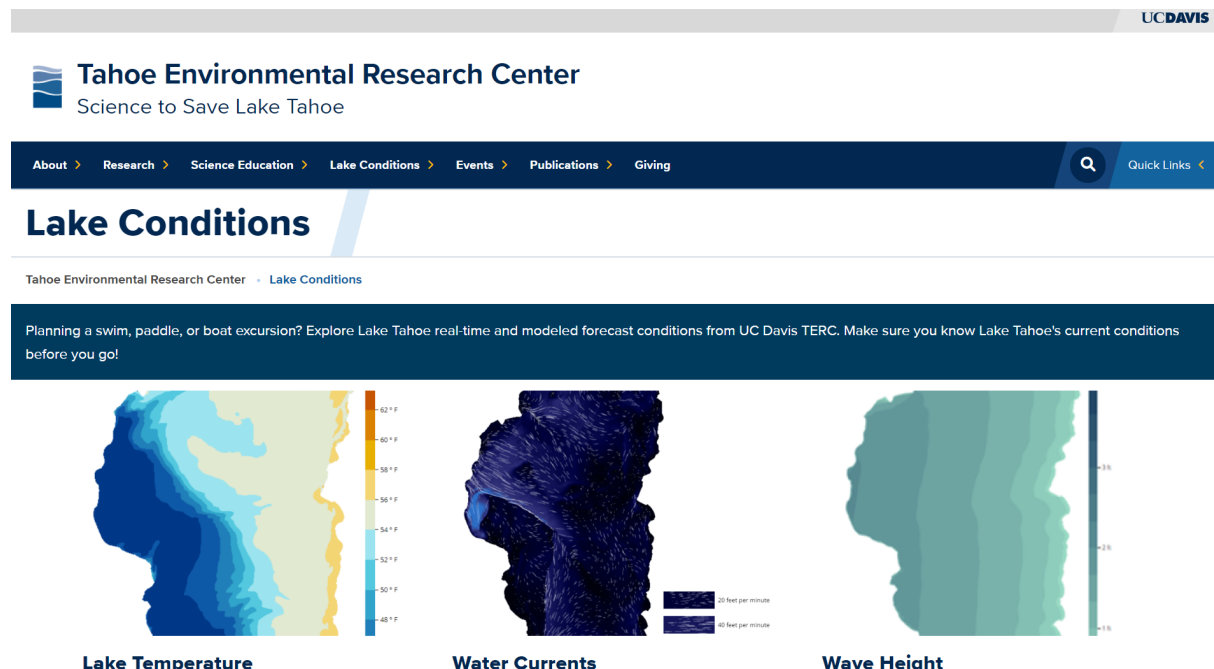 UCDAVIS
Tahoe Environmental Research Center
Science to Save Lake Tahoe
About > Research > Science Education > Lake Conditions > Events > Publications > Giving
Quick Links <
Lake Conditions
Tahoe Environmental Research Center • Lake Conditions
Planning a swim, paddle, or boat excursion? Explore Lake Tahoe real-time and modeled forecast conditions from UC Davis TERC. Make sure you know Lake Tahoe's current conditions
before you go!
62 ° F
60 ° F
58 ° F
56 ° F
54 ° F
52 ° F
50 ° F
48 ° F
20 feet per minute
40 feet per minute
3 ft
2 ft
1 ft
Lake Temperature
Water Currents
Wave Height